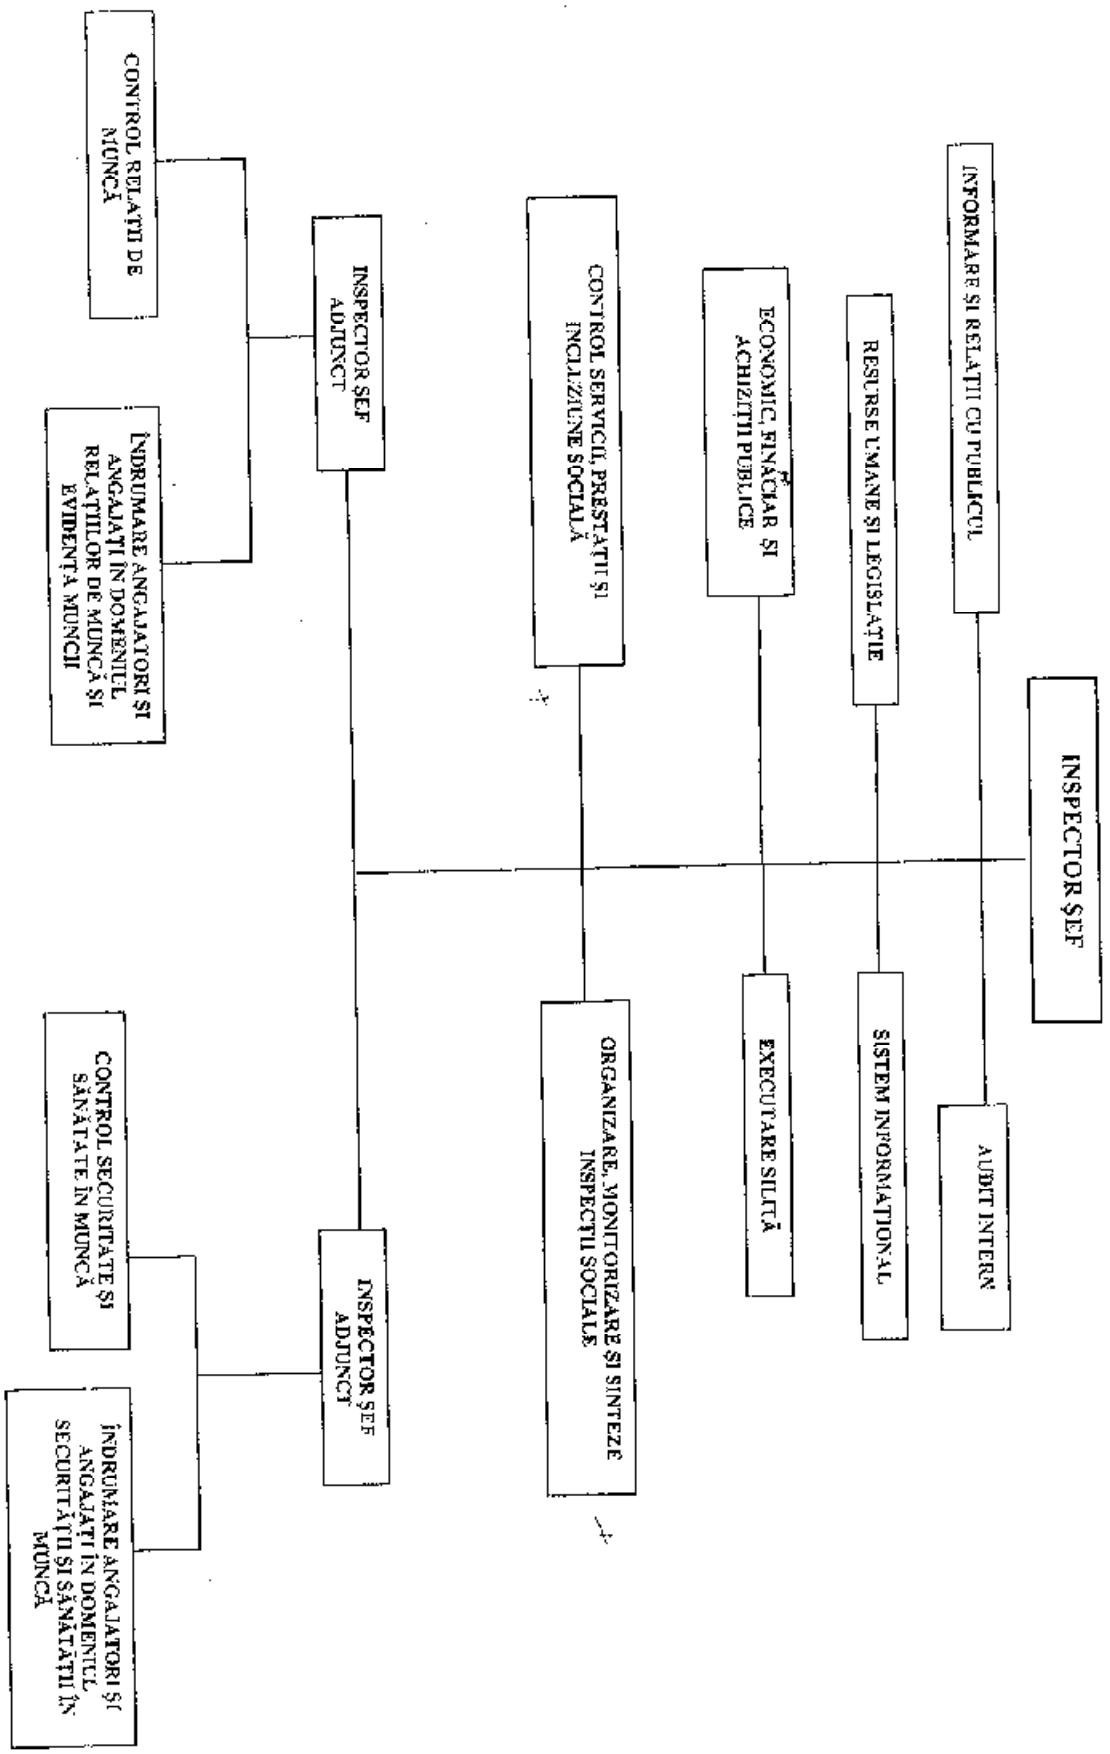 INSPECTOR ȘEF
INFORMARE ȘI RELAȚII CU PUBLICUL
AUDIT INTERN
RESURSE UMANE ȘI LEGISLAȚIE
SISTEM INFORMAȚIONAL
ECONOMIC, FINACIAR ȘI
ACHIZIȚII PUBLICE
EXECUTARE SILITĂ
CONTROL SERVICII, PRESTAȚII ȘI
INCLUZIUNE SOCIALĂ
ORGANIZARE, MONITORIZARE ȘI SINTEZE
INSPECȚII SOCIALE
INSPECTOR ȘEF
ADJUNCT
INSPECTOR ȘEF
ADJUNCT
CONTROL RELAȚII DE
MUNCĂ
ÎNDRUMARE ANGAJATORI ȘI
ANGAJAȚI ÎN DOMENIUL
RELAȚIILOR DE MUNCĂ ȘI
EVIDENȚA MUNCII
CONTROL SECURITATE ȘI
SĂNĂTATE ÎN MUNCĂ
ÎNDRUMARE ANGAJATORI ȘI
ANGAJAȚI ÎN DOMENIUL
SECURITĂȚII ȘI SĂNĂTĂȚII ÎN
MUNCĂ